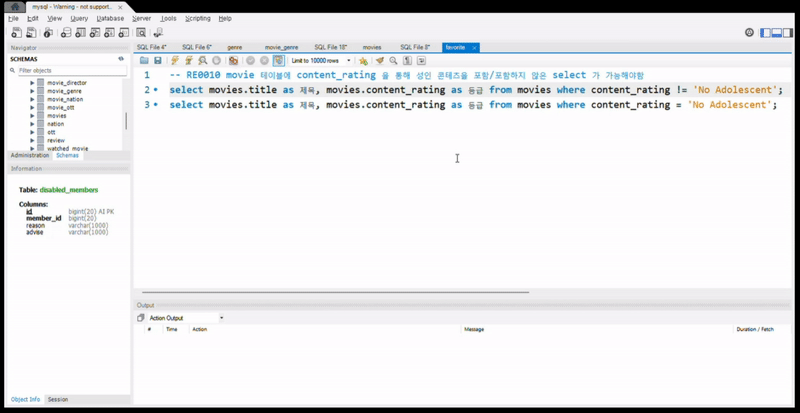 mysql - Warning - not support...
File Edit View Query Database Server Tools Scripting Help
Navigator
SCHEMAS
Filter objects
movie_director
movie_genre
movie_nation
movie_ott
movies
nation
ott
review
watched_movie
Administration Schemas
Information
Table: disabled_members
Columns:
id bigint(20) AI PK
member_id bigint(20)
reason varchar(1000)
advise varchar(1000)
Object Info Session
SQL File 4* SQL File 6* genre movie_genre SQL File 18* movies SQL File 8* favorite
Limit to 10000 rows
1 -- RE0010 movie 테이블에 content_rating 을 통해 성인 콘텐츠을 포함/포함하지 않은 select 가 가능해야함
2 select movies.title as 제목, movies.content_rating as 등급 from movies where content_rating != 'No Adolescent';
3 select movies.title as 제목, movies.content_rating as 등급 from movies where content_rating = 'No Adolescent';
Output
Action Output
# Time Action Message Duration / Fetch